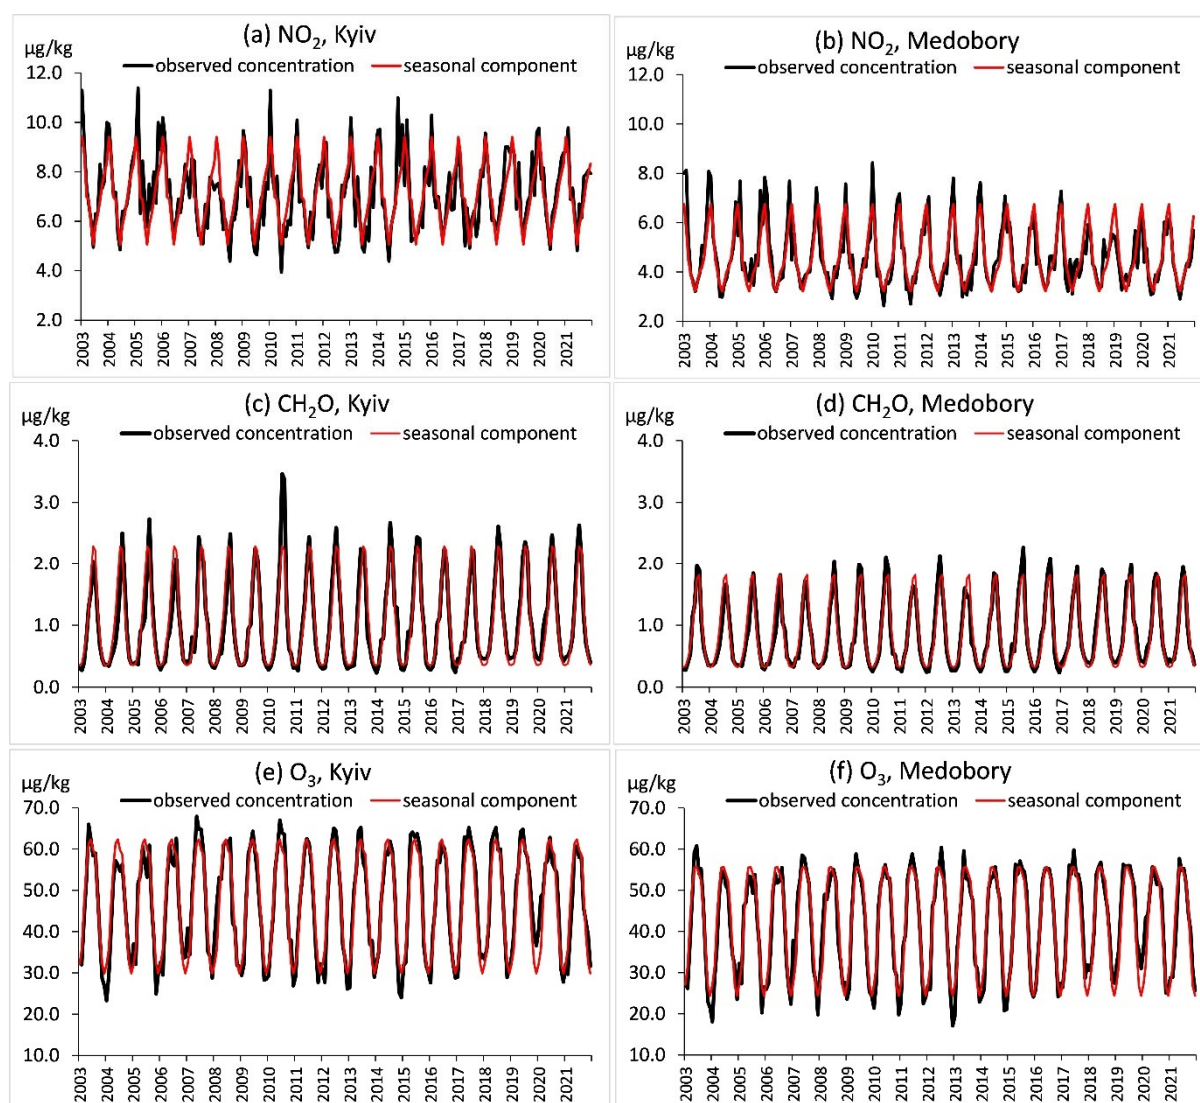 (a) NO₂, Kyiv
µg/kg
observed concentration seasonal component
12.0
10.0
8.0
6.0
4.0
2.0
2003 2004 2005 2006 2007 2008 2009 2010 2011 2012 2013 2014 2015 2016 2017 2018 2019 2020 2021
(b) NO₂, Medobory
µg/kg
observed concentration seasonal component
12.0
10.0
8.0
6.0
4.0
2.0
2003 2004 2005 2006 2007 2008 2009 2010 2011 2012 2013 2014 2015 2016 2017 2018 2019 2020 2021
(c) CH₂O, Kyiv
µg/kg
observed concentration seasonal component
4.0
3.0
2.0
1.0
0.0
2003 2004 2005 2006 2007 2008 2009 2010 2011 2012 2013 2014 2015 2016 2017 2018 2019 2020 2021
(d) CH₂O, Medobory
µg/kg
observed concentration seasonal component
4.0
3.0
2.0
1.0
0.0
2003 2004 2005 2006 2007 2008 2009 2010 2011 2012 2013 2014 2015 2016 2017 2018 2019 2020 2021
(e) O₃, Kyiv
µg/kg
observed concentration seasonal component
70.0
60.0
50.0
40.0
30.0
20.0
10.0
2003 2004 2005 2006 2007 2008 2009 2010 2011 2012 2013 2014 2015 2016 2017 2018 2019 2020 2021
(f) O₃, Medobory
µg/kg
observed concentration seasonal component
70.0
60.0
50.0
40.0
30.0
20.0
10.0
2003 2004 2005 2006 2007 2008 2009 2010 2011 2012 2013 2014 2015 2016 2017 2018 2019 2020 2021